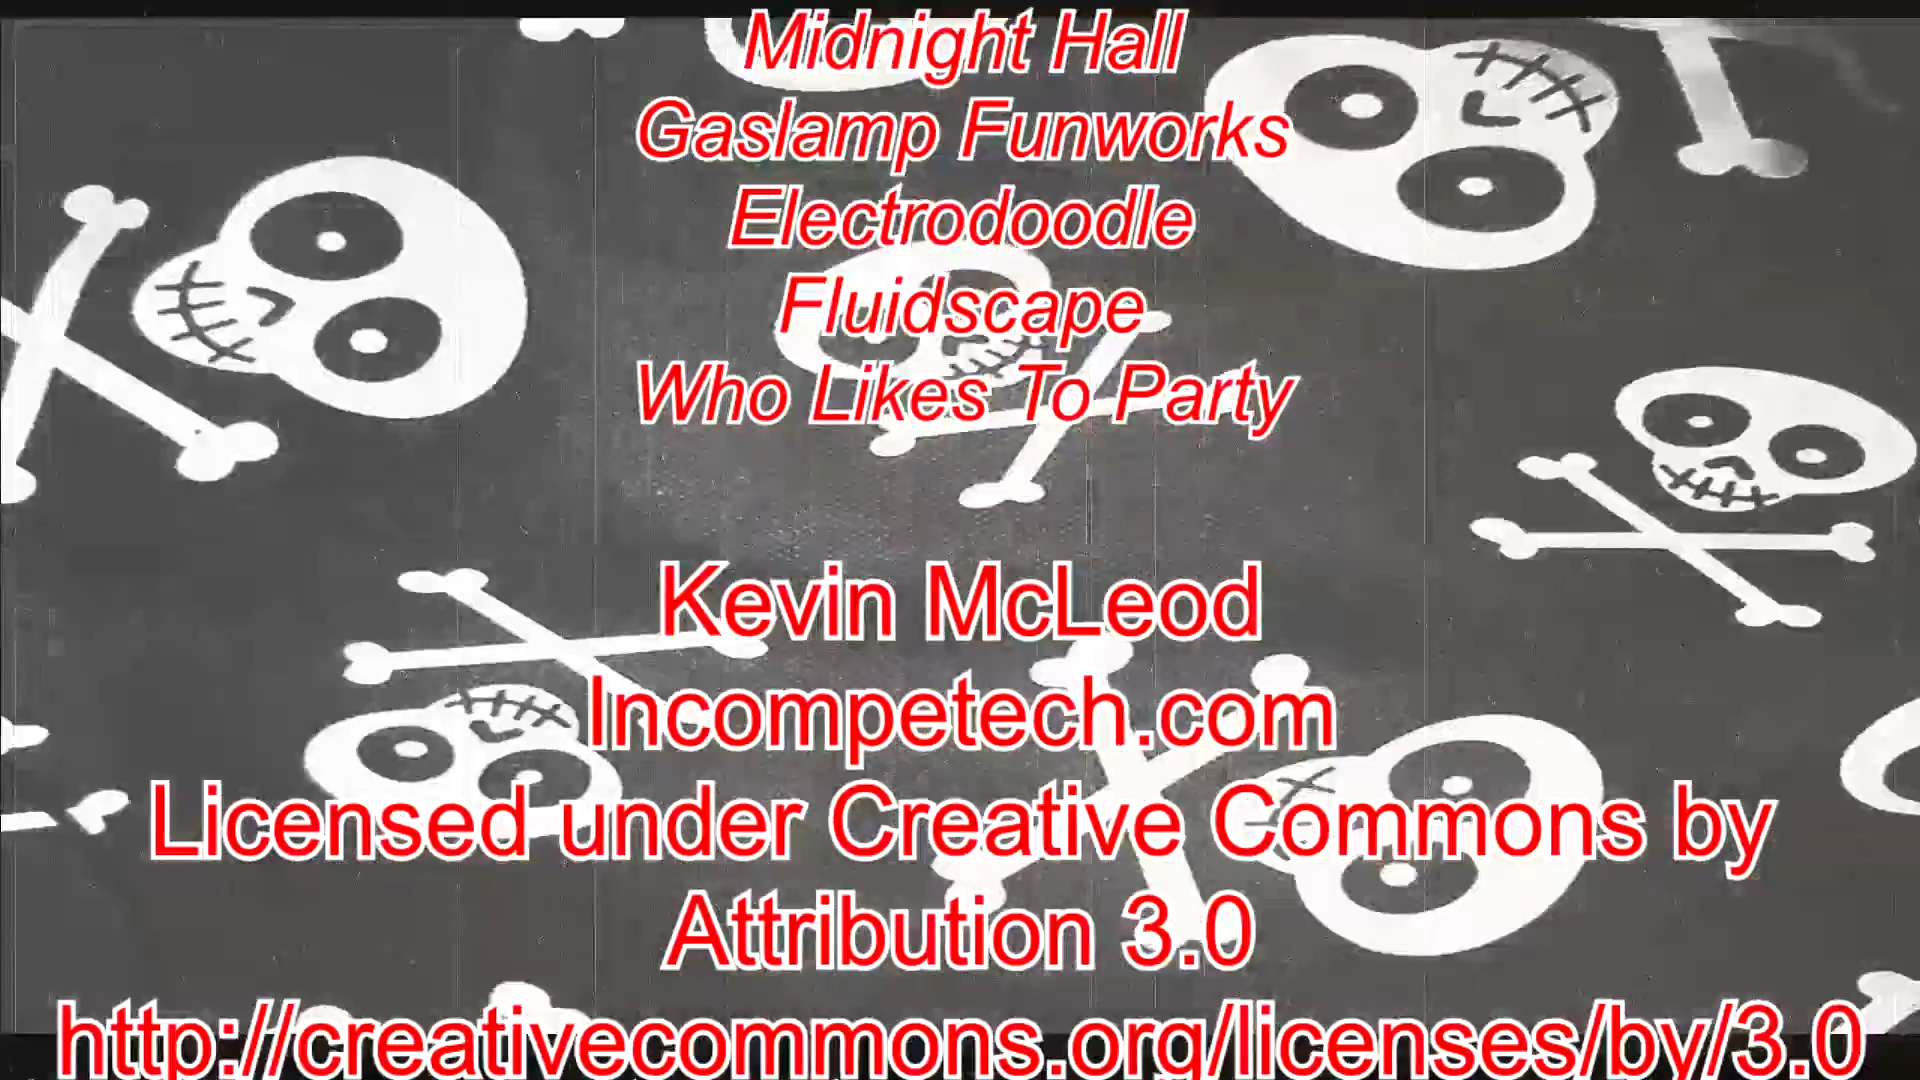 Midnight Hall
Gaslamp Funworks
Electrodoodle
Fluidscape
Who Likes To Party
Kevin McLeod
Incompetech.com
Licensed under Creative Commons by
Attribution 3.0
http://creativecommons.org/licenses/by/3.0